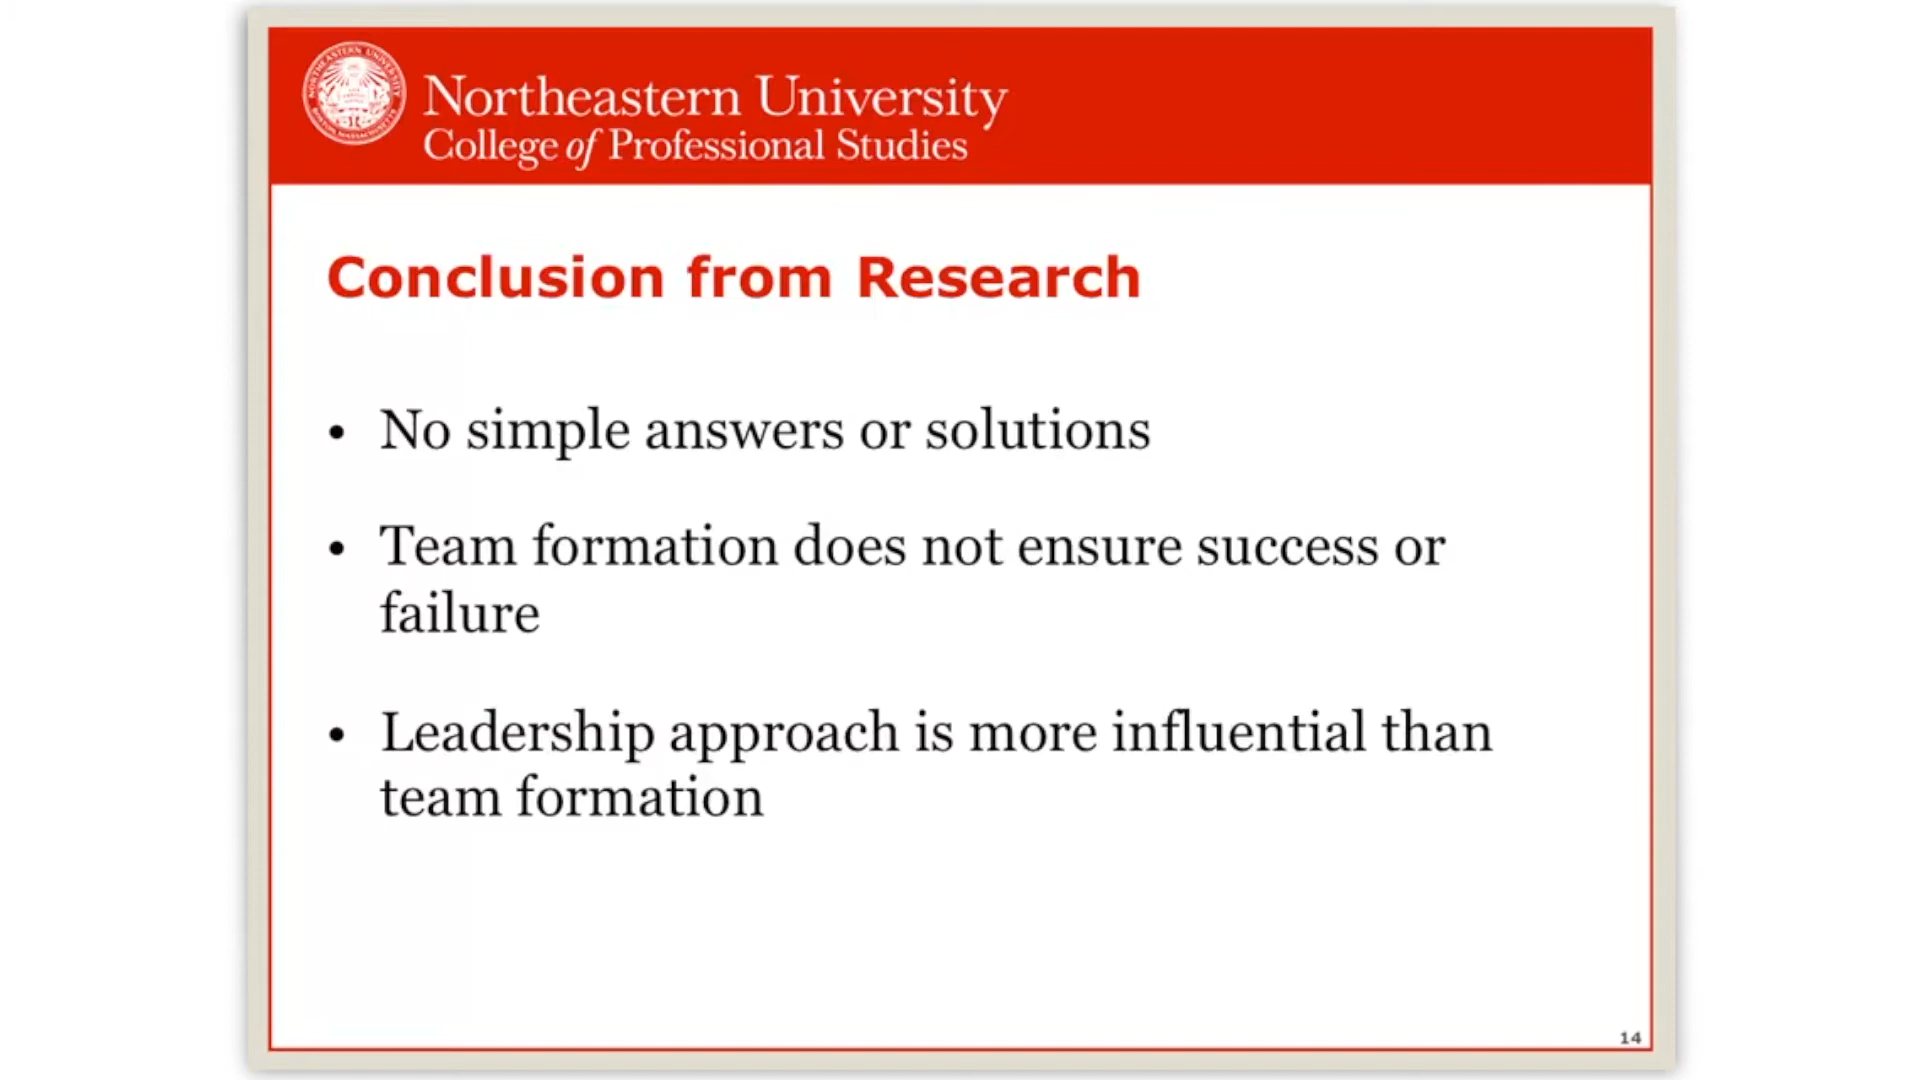 Northeastern University
College of Professional Studies
Conclusion from Research
• No simple answers or solutions
• Team formation does not ensure success or
failure
• Leadership approach is more influential than
team formation
14